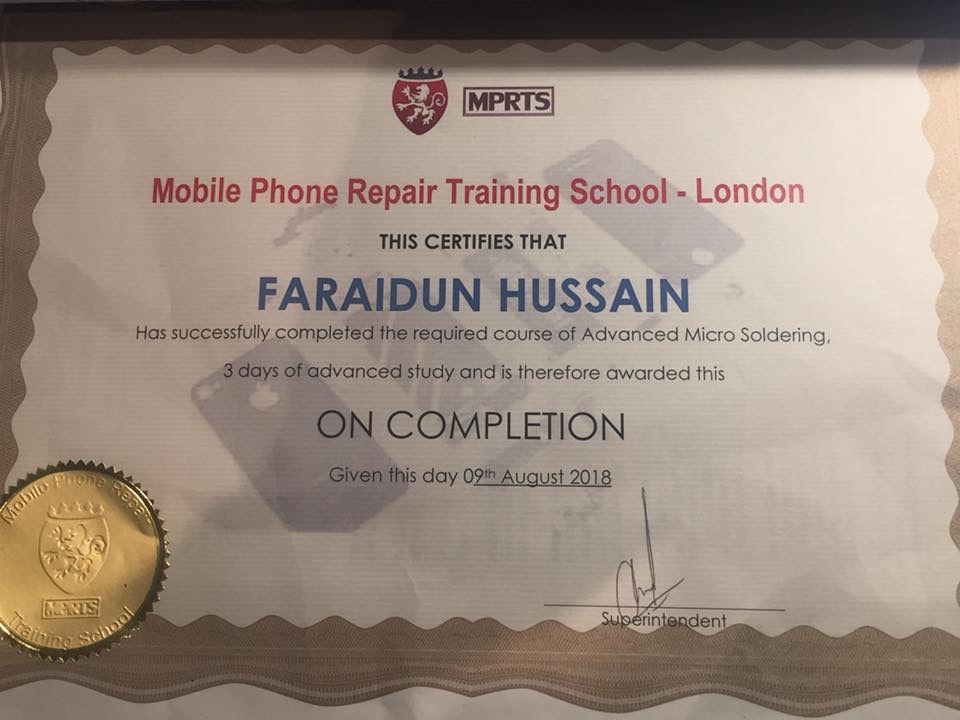 MPRTS
Mobile Phone Repair Training School - London
THIS CERTIFIES THAT
FARAIDUN HUSSAIN
Has successfully completed the required course of Advanced Micro Soldering,
3 days of advanced study and is therefore awarded this
ON COMPLETION
Given this day 09th August 2018
Superintendent
Mobile Phone Repair
MPRTS
Training School